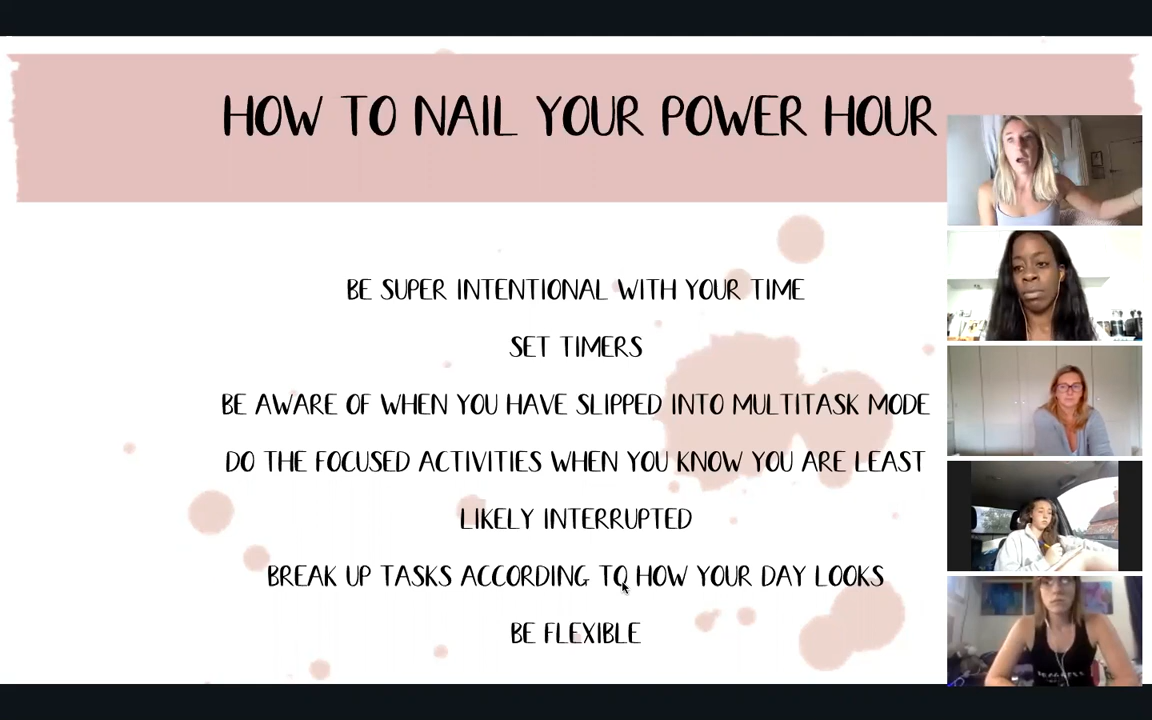 HOW TO NAIL YOUR POWER HOUR
BE SUPER INTENTIONAL WITH YOUR TIME
SET TIMERS
BE AWARE OF WHEN YOU HAVE SLIPPED INTO MULTITASK MODE
DO THE FOCUSED ACTIVITIES WHEN YOU KNOW YOU ARE LEAST
LIKELY INTERRUPTED
BREAK UP TASKS ACCORDING TO HOW YOUR DAY LOOKS
BE FLEXIBLE